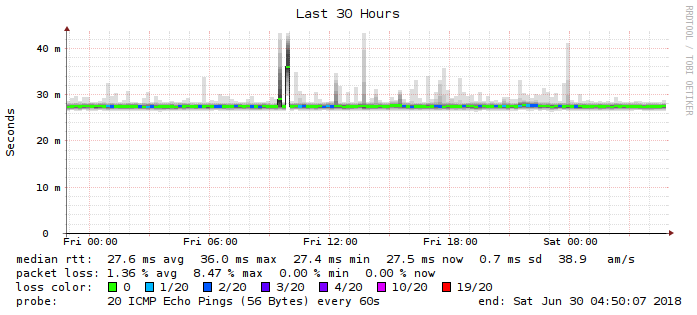 Last 30 Hours
RRDTOOL / TOBI OETIKER
Seconds
40 m
30 m
20 m
10 m
0
Fri 00:00 Fri 06:00 Fri 12:00 Fri 18:00 Sat 00:00
median rtt: 27.6 ms avg 36.0 ms max 27.4 ms min 27.5 ms now 0.7 ms sd 38.9 am/s
packet loss: 1.36 % avg 8.47 % max 0.00 % min 0.00 % now
loss color: 0 1/20 2/20 3/20 4/20 10/20 19/20
probe: 20 ICMP Echo Pings (56 Bytes) every 60s end: Sat Jun 30 04:50:07 2018